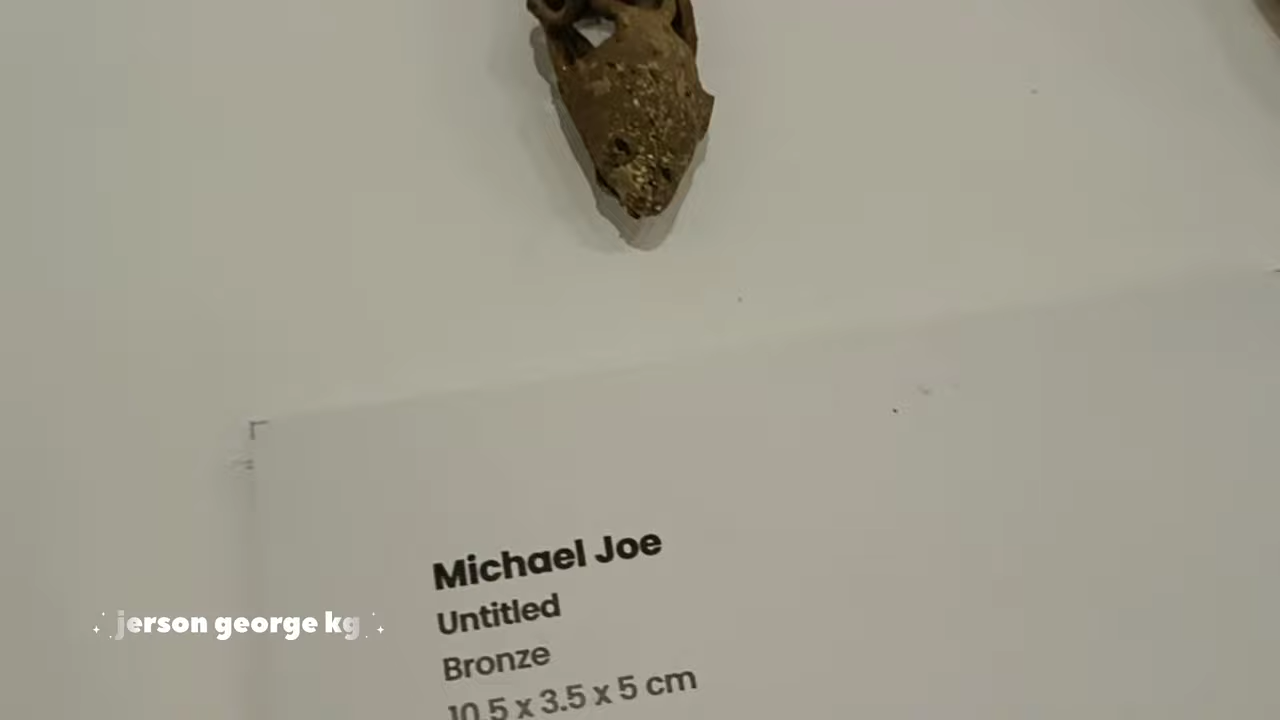 Michael Joe
Untitled
Bronze
10.5 x 3.5 x 5 cm
jerson george kg